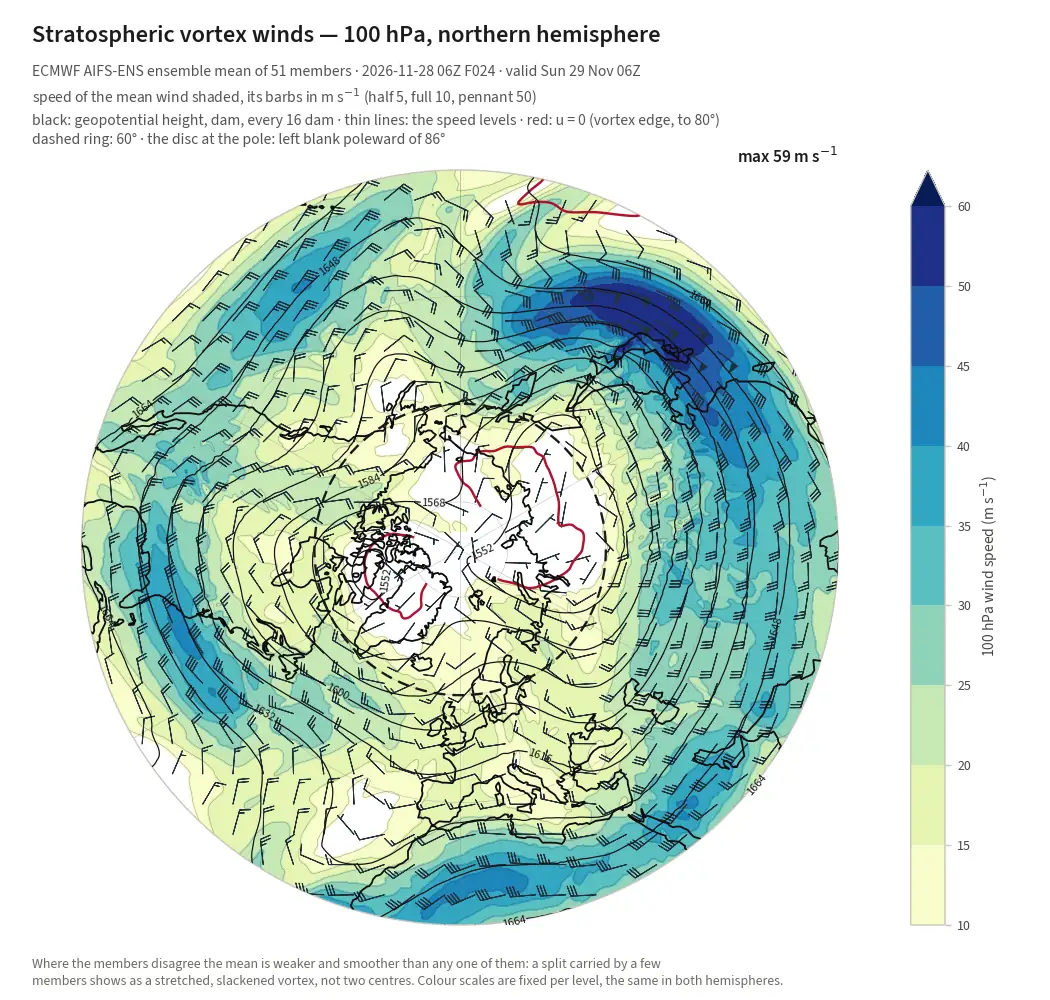 Stratospheric vortex winds — 100 hPa, northern hemisphere
ECMWF AIFS-ENS ensemble mean of 51 members · 2026-11-28 06Z F024 · valid Sun 29 Nov 06Z
speed of the mean wind shaded, its barbs in m s⁻¹ (half 5, full 10, pennant 50)
black: geopotential height, dam, every 16 dam · thin lines: the speed levels · red: u = 0 (vortex edge, to 80°)
dashed ring: 60° · the disc at the pole: left blank poleward of 86°
max 59 m s⁻¹
60
50
45
40
35
30
25
20
15
10
100 hPa wind speed (m s⁻¹)
1648
1664
1584
1568
1552
1552
1648
1600
1632
1616
1664
1664
Where the members disagree the mean is weaker and smoother than any one of them: a split carried by a few
members shows as a stretched, slackened vortex, not two centres. Colour scales are fixed per level, the same in both hemispheres.